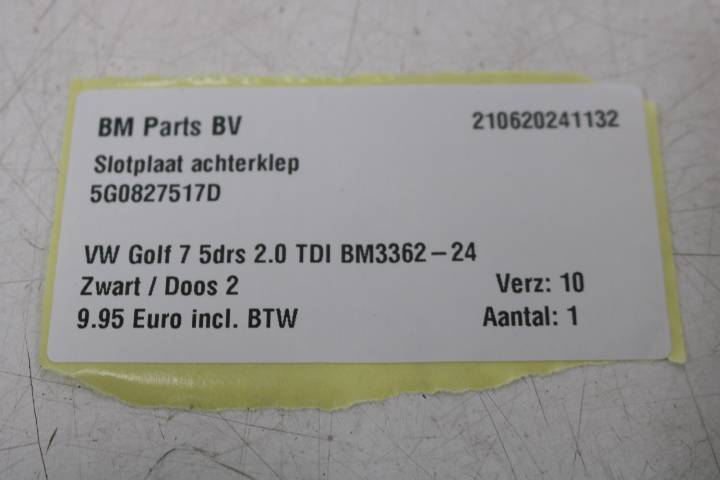 BM Parts BV 210620241132
Slotplaat achterklep
5G0827517D
VW Golf 7 5drs 2.0 TDI BM3362-24
Zwart / Doos 2 Verz: 10
9.95 Euro incl. BTW Aantal: 1